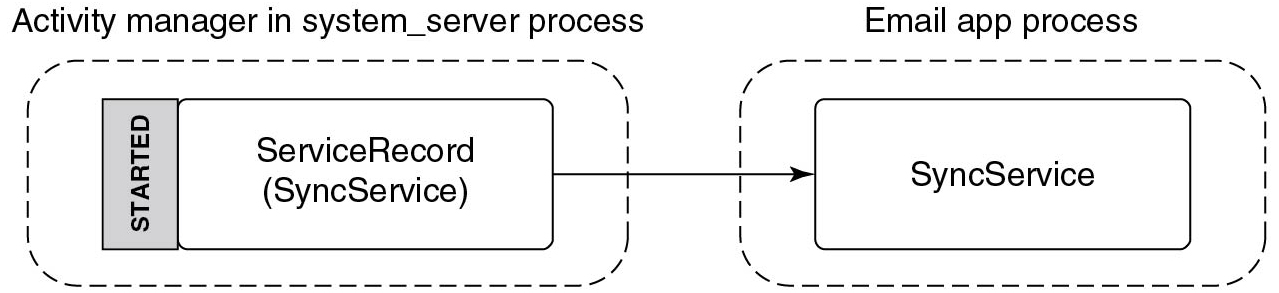 Activity manager in system_server process
Email app process
STARTED
ServiceRecord
(SyncService)
SyncService